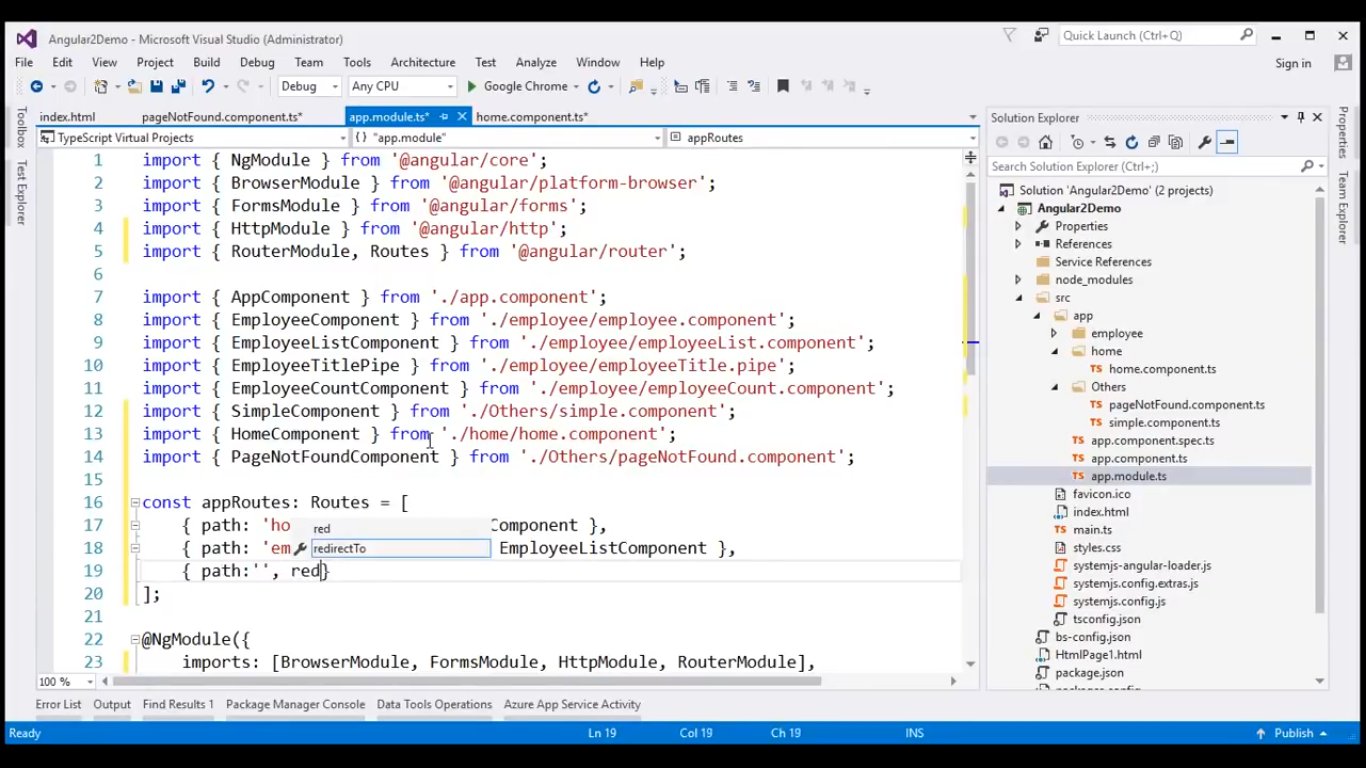 Angular2Demo - Microsoft Visual Studio (Administrator)
Quick Launch (Ctrl+Q)
File Edit View Project Build Debug Team Tools Architecture Test Analyze Window Help
Sign in
Debug Any CPU Google Chrome
index.html pageNotFound.component.ts* app.module.ts* home.component.ts*
TypeScript Virtual Projects {} "app.module" appRoutes
Toolbox
Test Explorer
1 import { NgModule } from '@angular/core';
2 import { BrowserModule } from '@angular/platform-browser';
3 import { FormsModule } from '@angular/forms';
4 import { HttpModule } from '@angular/http';
5 import { RouterModule, Routes } from '@angular/router';
6
7 import { AppComponent } from './app.component';
8 import { EmployeeComponent } from './employee/employee.component';
9 import { EmployeeListComponent } from './employee/employeeList.component';
10 import { EmployeeTitlePipe } from './employee/employeeTitle.pipe';
11 import { EmployeeCountComponent } from './employee/employeeCount.component';
12 import { SimpleComponent } from './Others/simple.component';
13 import { HomeComponent } from './home/home.component';
14 import { PageNotFoundComponent } from './Others/pageNotFound.component';
15
16 const appRoutes: Routes = [
17 { path: 'ho Component },
18 { path: 'em EmployeeListComponent },
19 { path:'', red}
20 ];
21
22 @NgModule({
23 imports: [BrowserModule, FormsModule, HttpModule, RouterModule],
red
redirectTo
100 %
Solution Explorer
Search Solution Explorer (Ctrl+;)
Solution 'Angular2Demo' (2 projects)
Angular2Demo
Properties
References
Service References
node_modules
src
app
employee
home
home.component.ts
Others
pageNotFound.component.ts
simple.component.ts
app.component.spec.ts
app.component.ts
app.module.ts
favicon.ico
index.html
main.ts
styles.css
systemjs-angular-loader.js
systemjs.config.extras.js
systemjs.config.js
tsconfig.json
bs-config.json
HtmlPage1.html
package.json
Properties
Team Explorer
Error List Output Find Results 1 Package Manager Console Data Tools Operations Azure App Service Activity
Ready Ln 19 Col 19 Ch 19 INS Publish